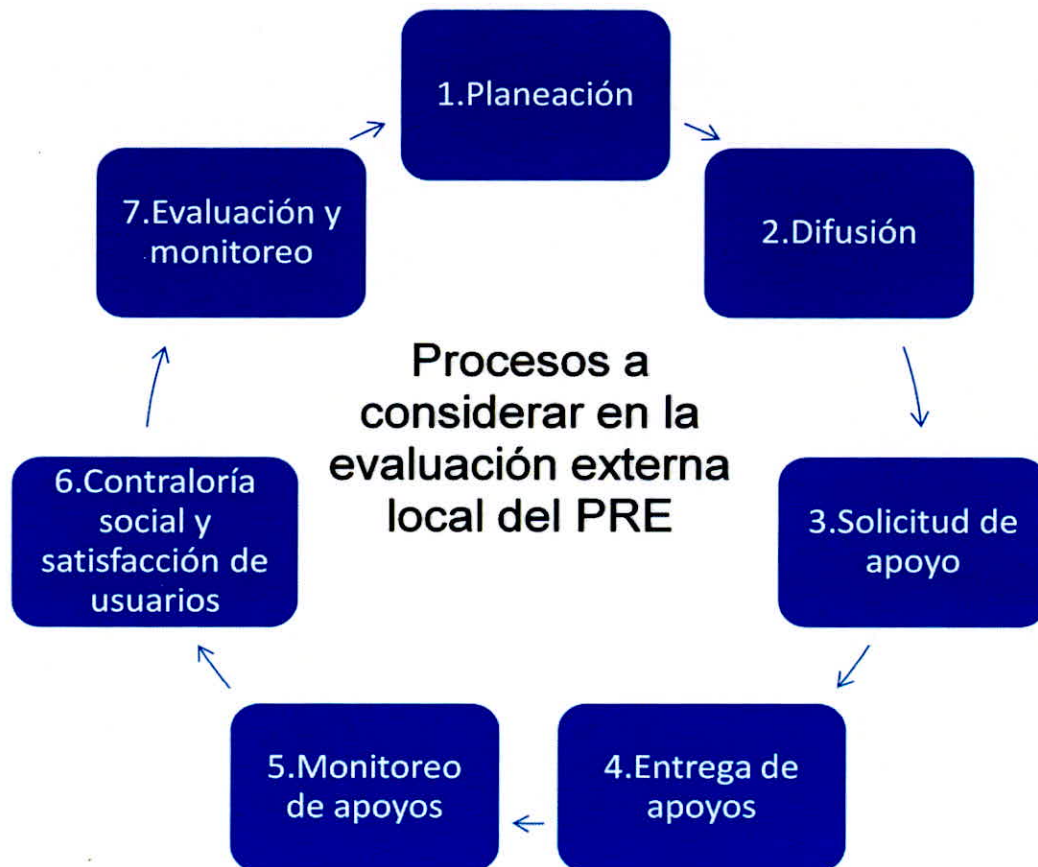 1.Planeación
2.Difusión
3.Solicitud de
apoyo
4.Entrega de
apoyos
5.Monitoreo
de apoyos
6.Contraloría
social y
satisfacción de
usuarios
7.Evaluación y
monitoreo
Procesos a
considerar en la
evaluación externa
local del PRE